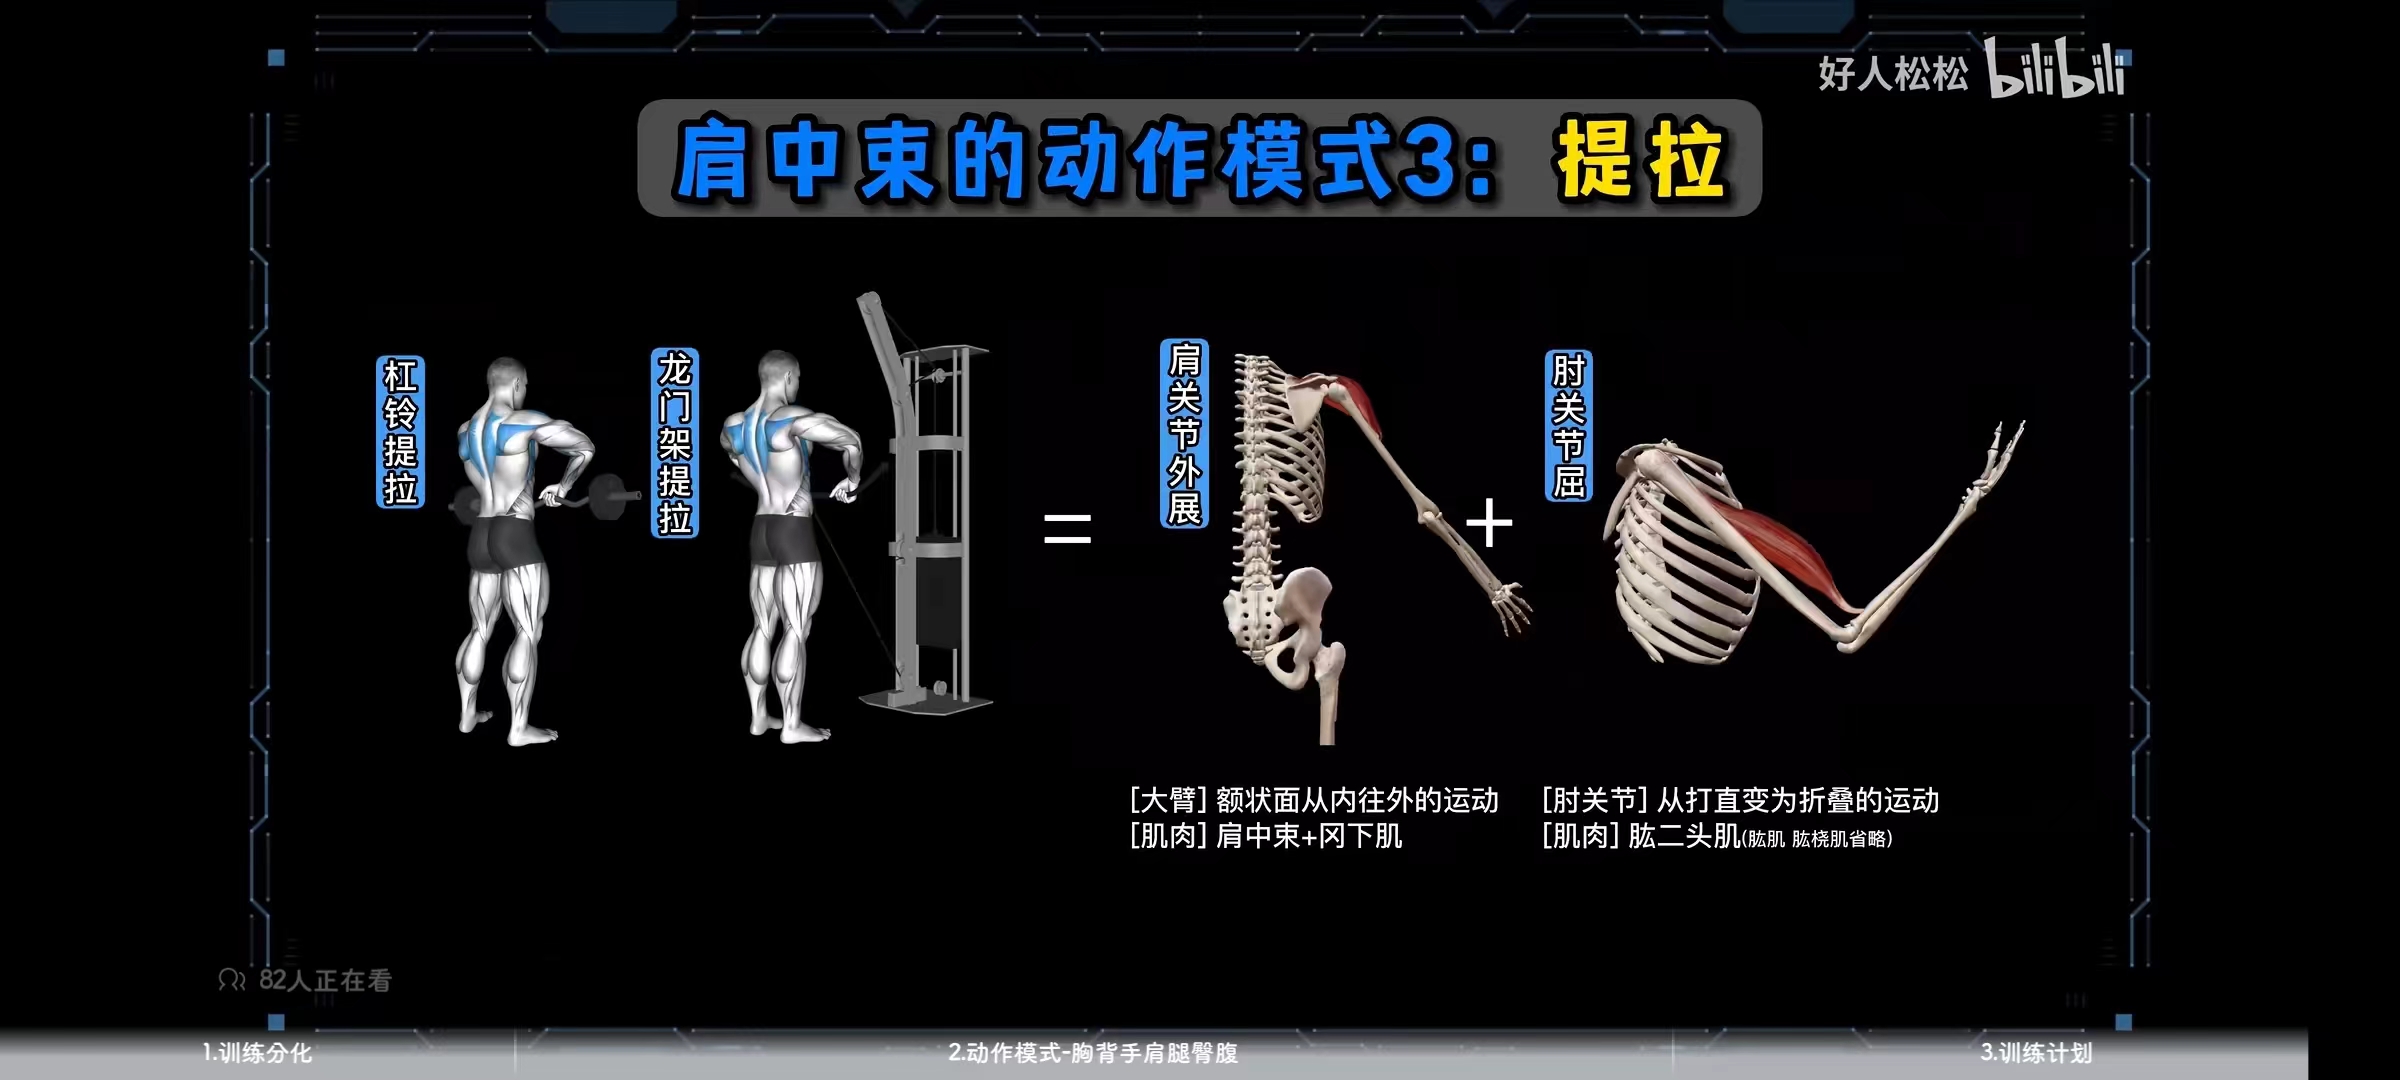 好人松松 bilibili
肩中束的动作模式3：提拉
杠铃提拉
龙门架提拉
=
肩关节外展
+
肘关节屈
[大臂] 额状面从内往外的运动
[肌肉] 肩中束+冈下肌
[肘关节] 从打直变为折叠的运动
[肌肉] 肱二头肌(肱肌 肱桡肌省略)
82人正在看
1.训练分化
2.动作模式-胸背手肩腿臀腹
3.训练计划